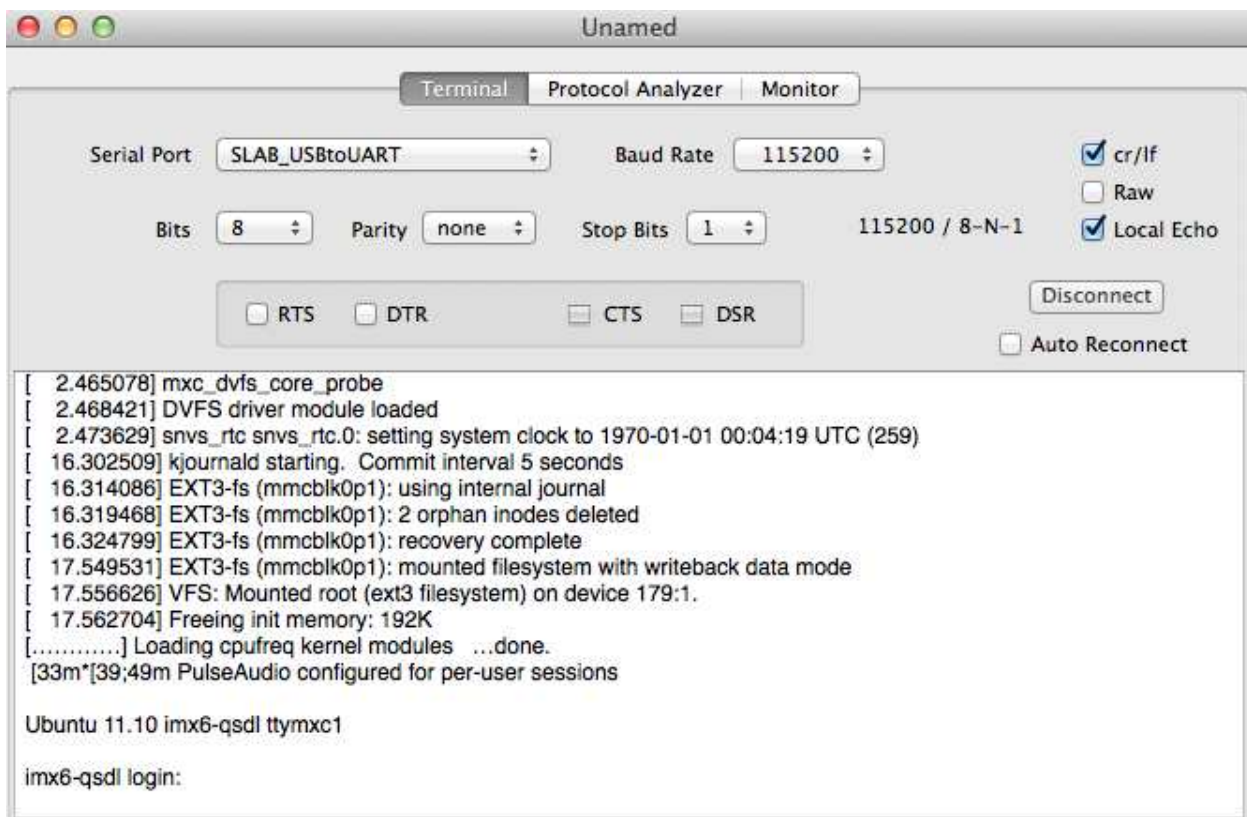 Unamed
Terminal Protocol Analyzer Monitor
Serial Port SLAB_USBtoUART Baud Rate 115200 cr/lf
Raw
Bits 8 Parity none Stop Bits 1 115200 / 8-N-1 Local Echo
Disconnect
RTS DTR CTS DSR
Auto Reconnect
[ 2.465078] mxc_dvfs_core_probe
[ 2.468421] DVFS driver module loaded
[ 2.473629] snvs_rtc snvs_rtc.0: setting system clock to 1970-01-01 00:04:19 UTC (259)
[ 16.302509] kjournald starting. Commit interval 5 seconds
[ 16.314086] EXT3-fs (mmcblk0p1): using internal journal
[ 16.319468] EXT3-fs (mmcblk0p1): 2 orphan inodes deleted
[ 16.324799] EXT3-fs (mmcblk0p1): recovery complete
[ 17.549531] EXT3-fs (mmcblk0p1): mounted filesystem with writeback data mode
[ 17.556626] VFS: Mounted root (ext3 filesystem) on device 179:1.
[ 17.562704] Freeing init memory: 192K
[............] Loading cpufreq kernel modules ...done.
[33m*[39;49m PulseAudio configured for per-user sessions
Ubuntu 11.10 imx6-qsdl ttymxc1
imx6-qsdl login: